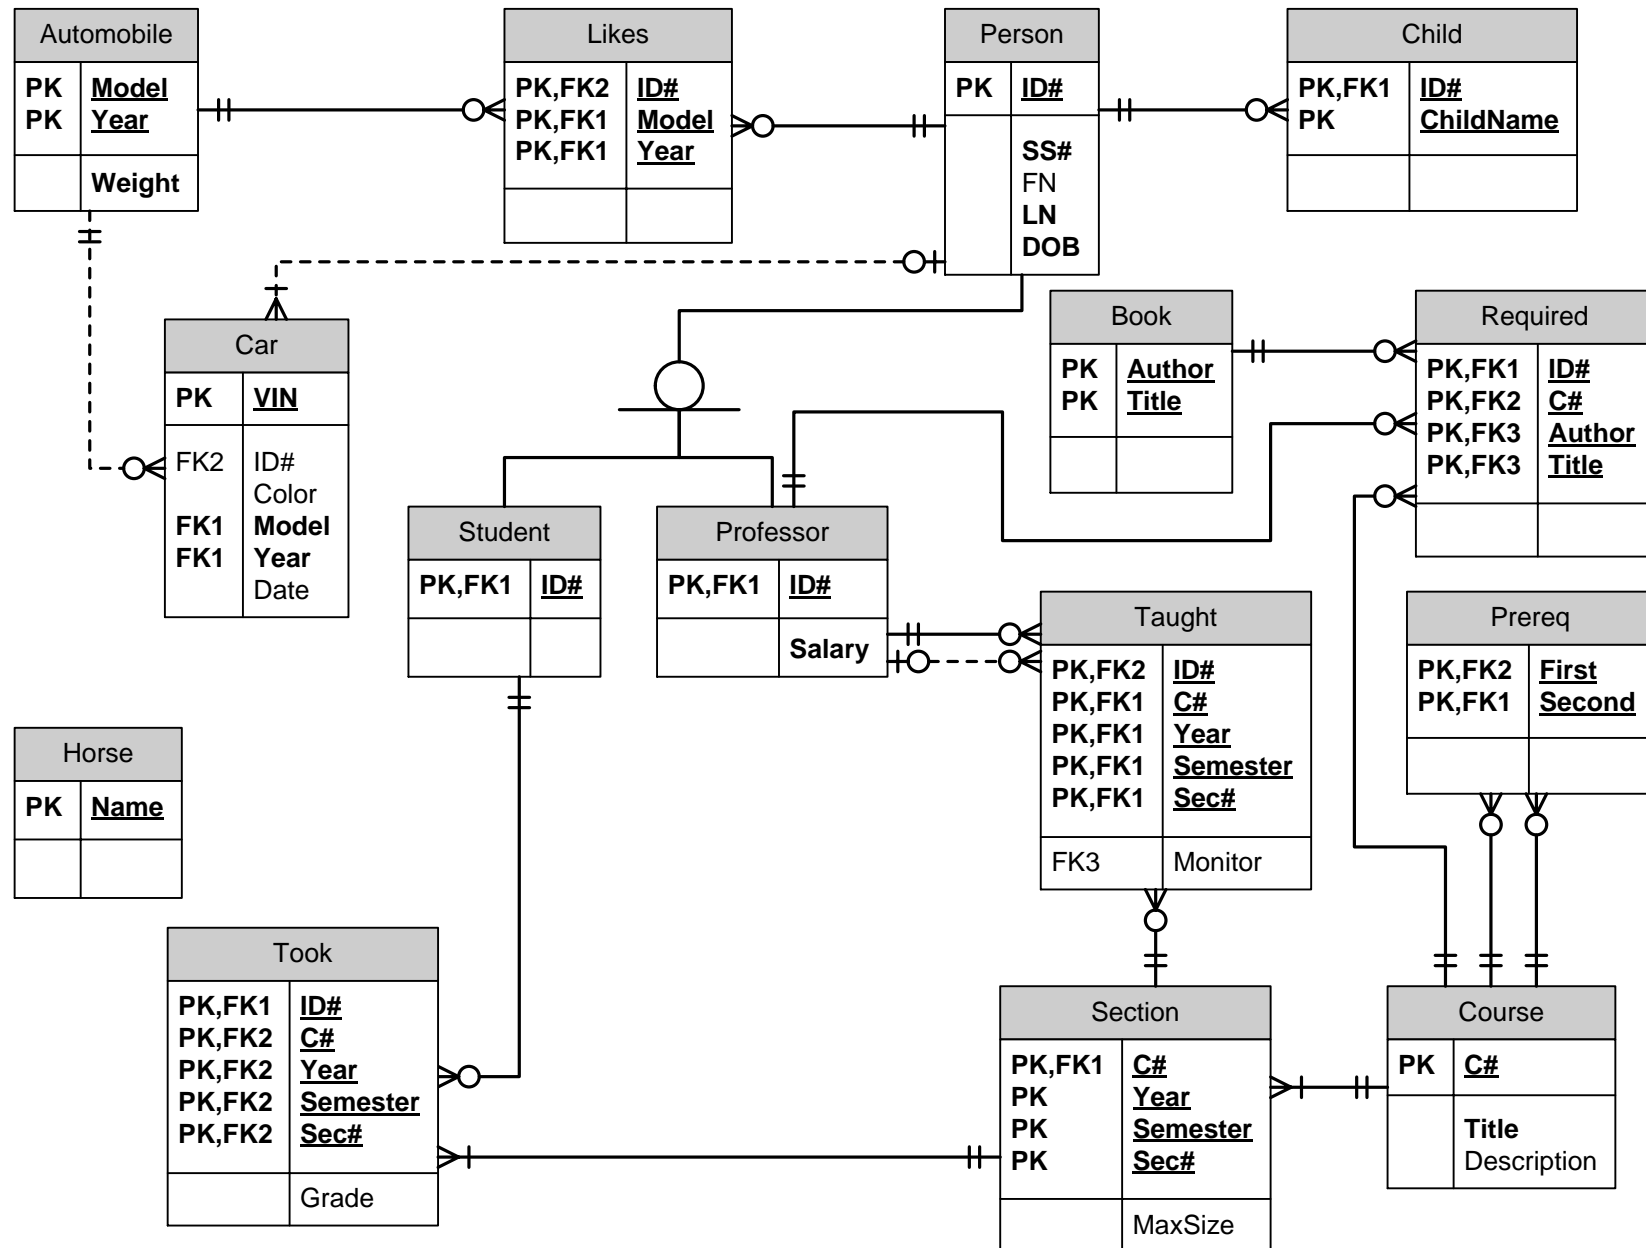 Automobile
PK Model
PK Year
Weight
Likes
PK,FK2 ID#
PK,FK1 Model
PK,FK1 Year
Person
PK ID#
SS#
FN
LN
DOB
Child
PK,FK1 ID#
PK ChildName
Car
PK VIN
FK2 ID#
Color
FK1 Model
FK1 Year
Date
Book
PK Author
PK Title
Required
PK,FK1 ID#
PK,FK2 C#
PK,FK3 Author
PK,FK3 Title
Student
PK,FK1 ID#
Professor
PK,FK1 ID#
Salary
Taught
PK,FK2 ID#
PK,FK1 C#
PK,FK1 Year
PK,FK1 Semester
PK,FK1 Sec#
FK3 Monitor
Prereq
PK,FK2 First
PK,FK1 Second
Horse
PK Name
Took
PK,FK1 ID#
PK,FK2 C#
PK,FK2 Year
PK,FK2 Semester
PK,FK2 Sec#
Grade
Section
PK,FK1 C#
PK Year
PK Semester
PK Sec#
MaxSize
Course
PK C#
Title
Description